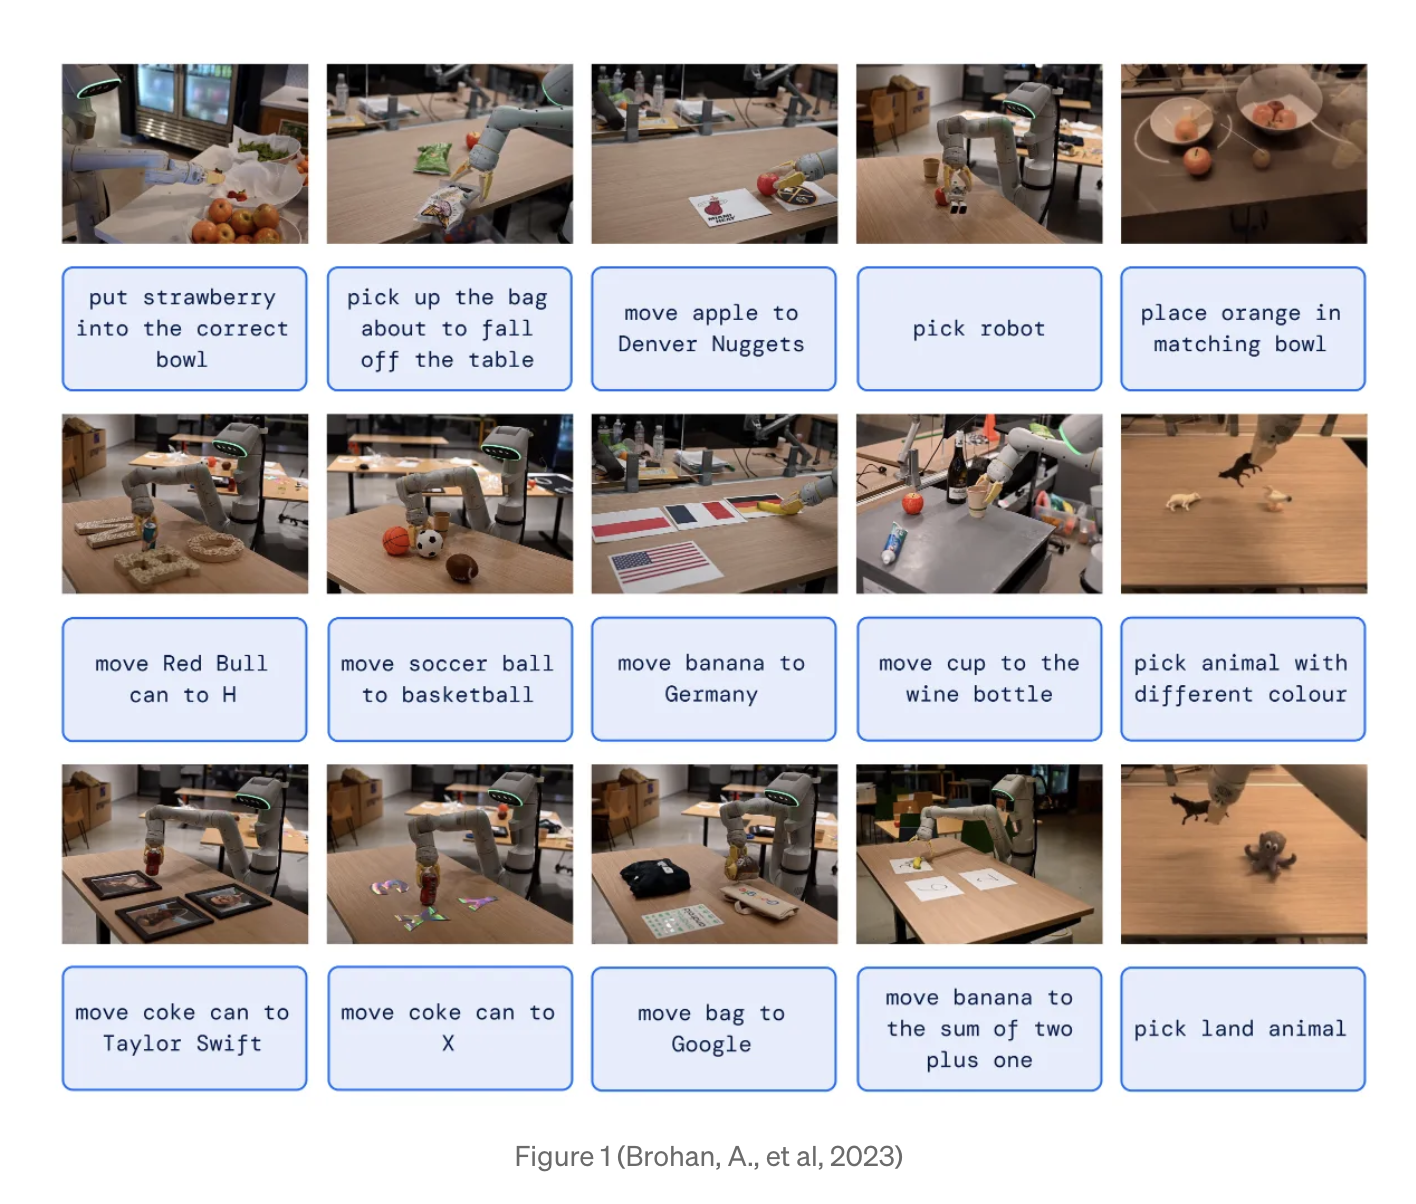 MIAMI
HEAT
put strawberry
into the correct
bowl
pick up the bag
about to fall
off the table
move apple to
Denver Nuggets
pick robot
place orange in
matching bowl
move Red Bull
can to H
move soccer ball
to basketball
move banana to
Germany
move cup to the
wine bottle
pick animal with
different colour
move coke can to
Taylor Swift
move coke can to
X
move bag to
Google
move banana to
the sum of two
plus one
pick land animal
Figure 1 (Brohan, A., et al, 2023)